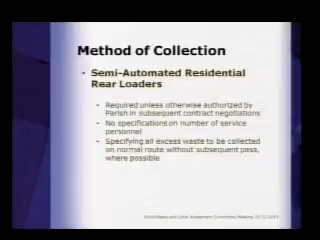 Method of Collection
• Semi-Automated Residential
Rear Loaders
• Required unless otherwise authorized by
Parish in subsequent contract negotiations
• No specifications on number of service
personnel
• Specifying all excess waste to be collected
on normal route without subsequent pass,
where possible
Committee Meeting